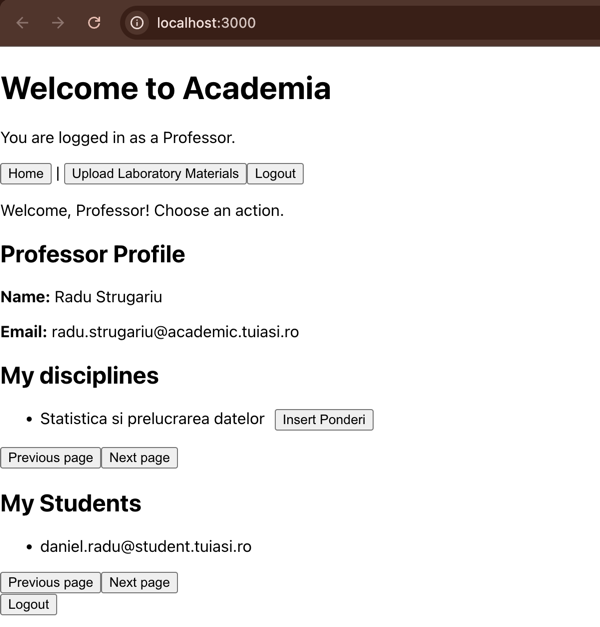 localhost:3000
Welcome to Academia
You are logged in as a Professor.
Home | Upload Laboratory Materials Logout
Welcome, Professor! Choose an action.
Professor Profile
Name: Radu Strugariu
Email: radu.strugariu@academic.tuiasi.ro
My disciplines
• Statistica si prelucrarea datelor Insert Ponderi
Previous page Next page
My Students
• daniel.radu@student.tuiasi.ro
Previous page Next page
Logout